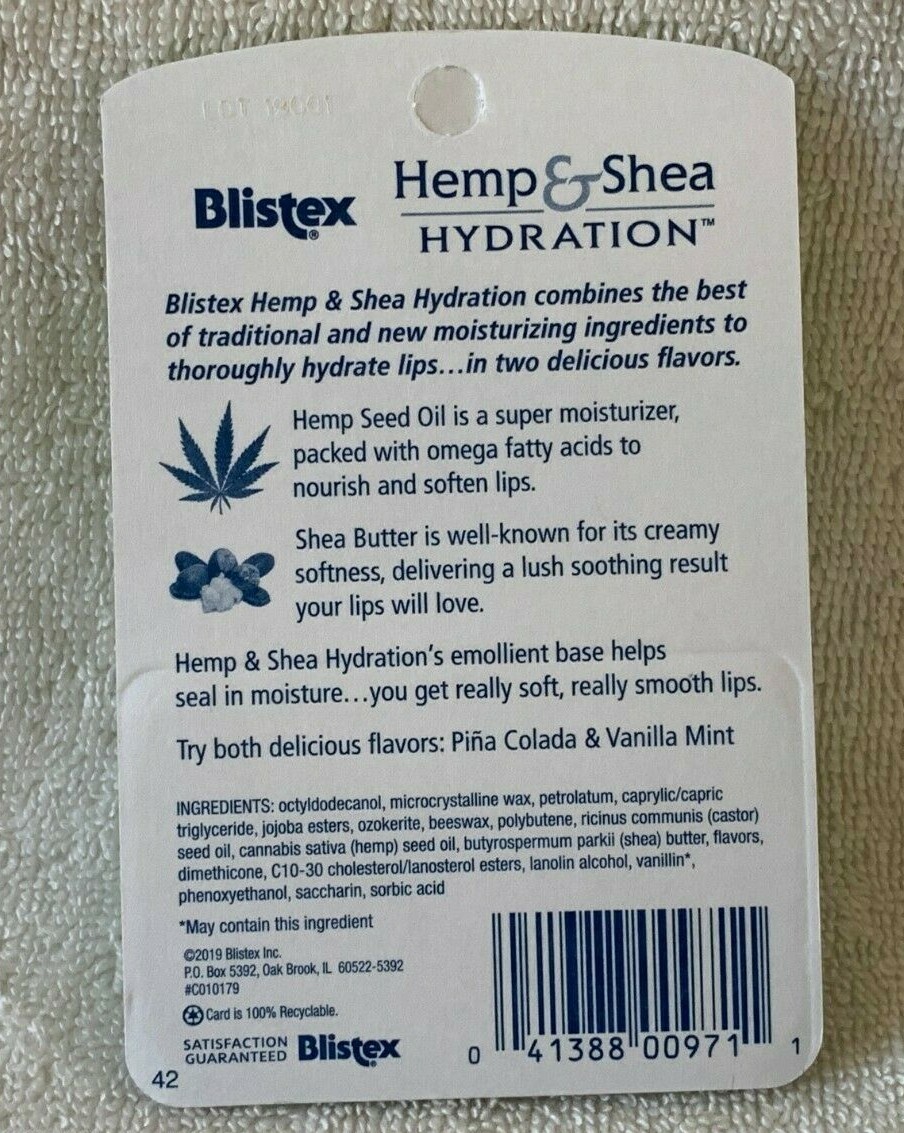 LOT 19001
Blistex®
Hemp & Shea
HYDRATION™
Blistex Hemp & Shea Hydration combines the best
of traditional and new moisturizing ingredients to
thoroughly hydrate lips...in two delicious flavors.
Hemp Seed Oil is a super moisturizer,
packed with omega fatty acids to
nourish and soften lips.
Shea Butter is well-known for its creamy
softness, delivering a lush soothing result
your lips will love.
Hemp & Shea Hydration's emollient base helps
seal in moisture...you get really soft, really smooth lips.
Try both delicious flavors: Piña Colada & Vanilla Mint
INGREDIENTS: octyldodecanol, microcrystalline wax, petrolatum, caprylic/capric
triglyceride, jojoba esters, ozokerite, beeswax, polybutene, ricinus communis (castor)
seed oil, cannabis sativa (hemp) seed oil, butyrospermum parkii (shea) butter, flavors,
dimethicone, C10-30 cholesterol/lanosterol esters, lanolin alcohol, vanillin*,
phenoxyethanol, saccharin, sorbic acid
*May contain this ingredient
©2019 Blistex Inc.
P.O. Box 5392, Oak Brook, IL 60522-5392
#C010179
Card is 100% Recyclable.
SATISFACTION
GUARANTEED
Blistex®
0 41388 00971 1
42